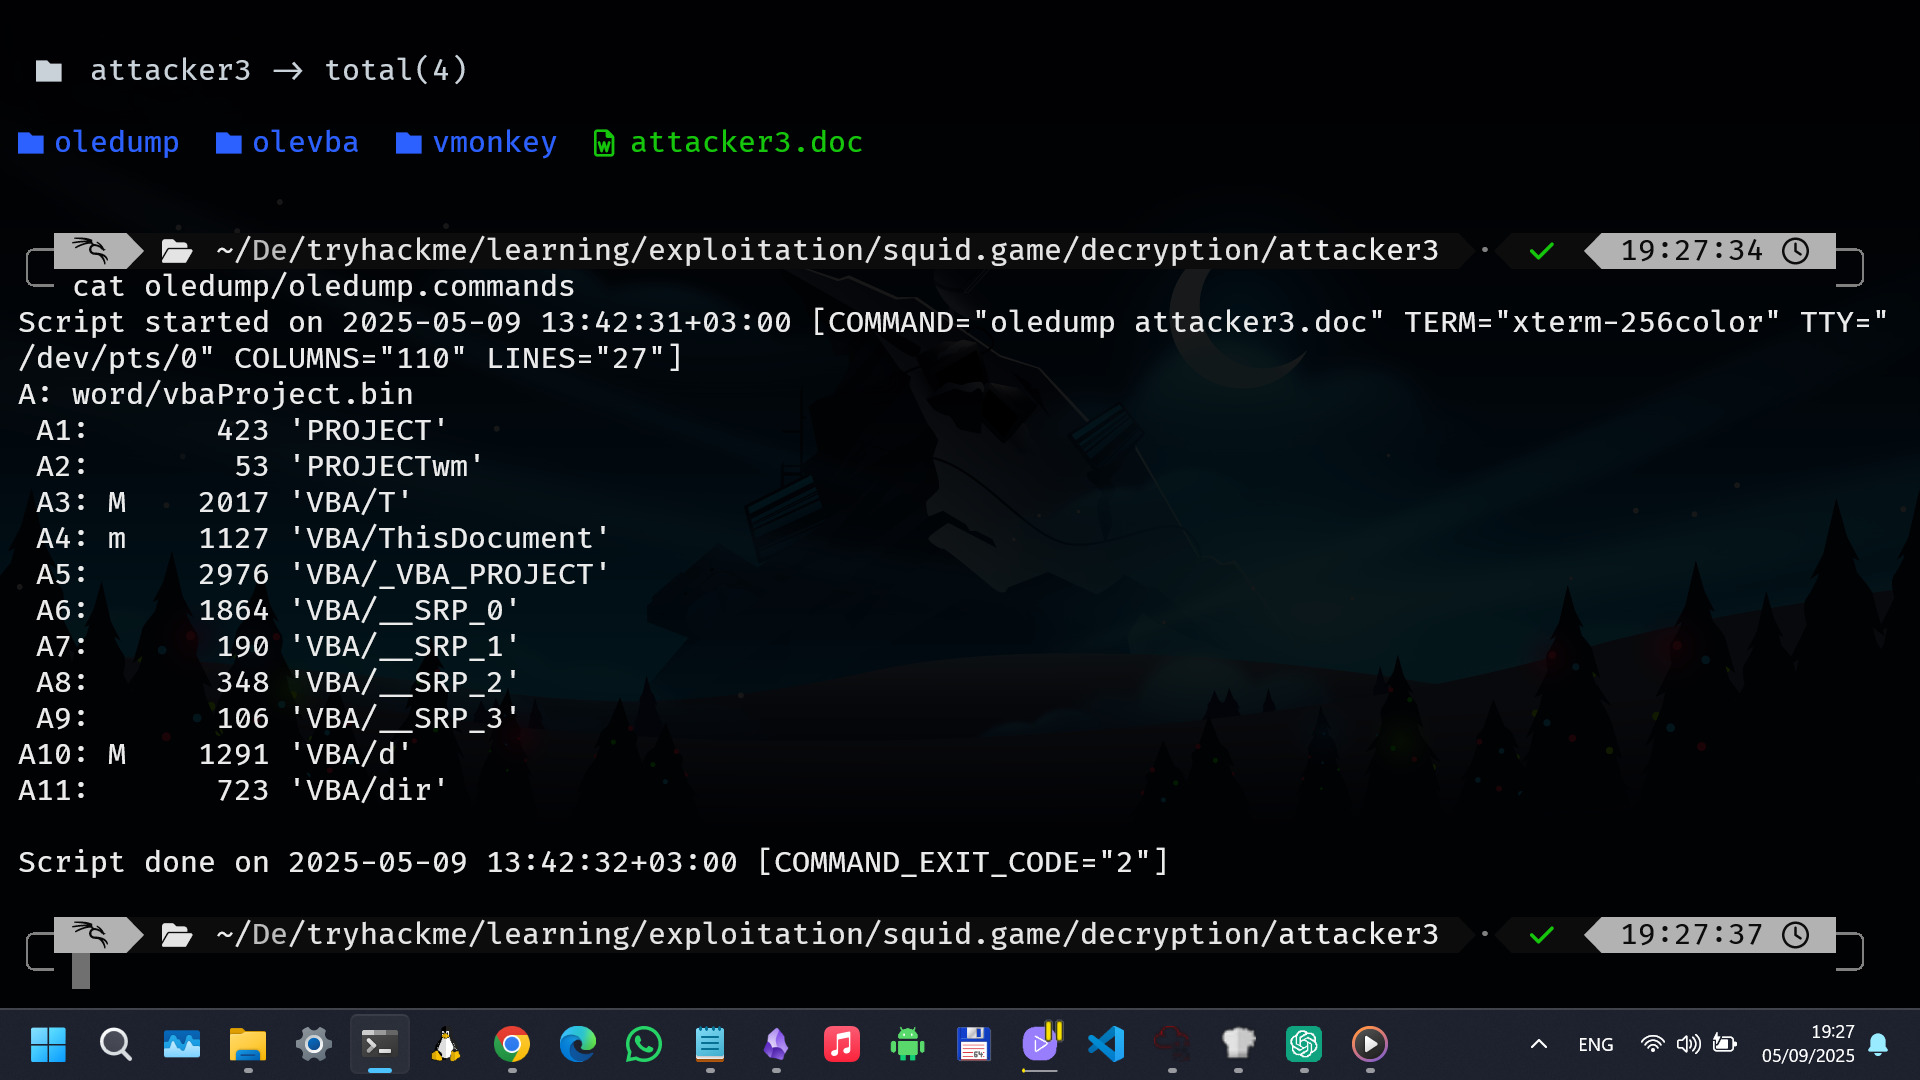 attacker3 → total(4)
oledump olevba vmonkey attacker3.doc
~/De/tryhackme/learning/exploitation/squid.game/decryption/attacker3 19:27:34
cat oledump/oledump.commands
Script started on 2025-05-09 13:42:31+03:00 [COMMAND="oledump attacker3.doc" TERM="xterm-256color" TTY="
/dev/pts/0" COLUMNS="110" LINES="27"]
A: word/vbaProject.bin
A1: 423 'PROJECT'
A2: 53 'PROJECTwm'
A3: M 2017 'VBA/T'
A4: m 1127 'VBA/ThisDocument'
A5: 2976 'VBA/_VBA_PROJECT'
A6: 1864 'VBA/__SRP_0'
A7: 190 'VBA/__SRP_1'
A8: 348 'VBA/__SRP_2'
A9: 106 'VBA/__SRP_3'
A10: M 1291 'VBA/d'
A11: 723 'VBA/dir'
Script done on 2025-05-09 13:42:32+03:00 [COMMAND_EXIT_CODE="2"]
~/De/tryhackme/learning/exploitation/squid.game/decryption/attacker3 19:27:37
ENG
19:27
05/09/2025